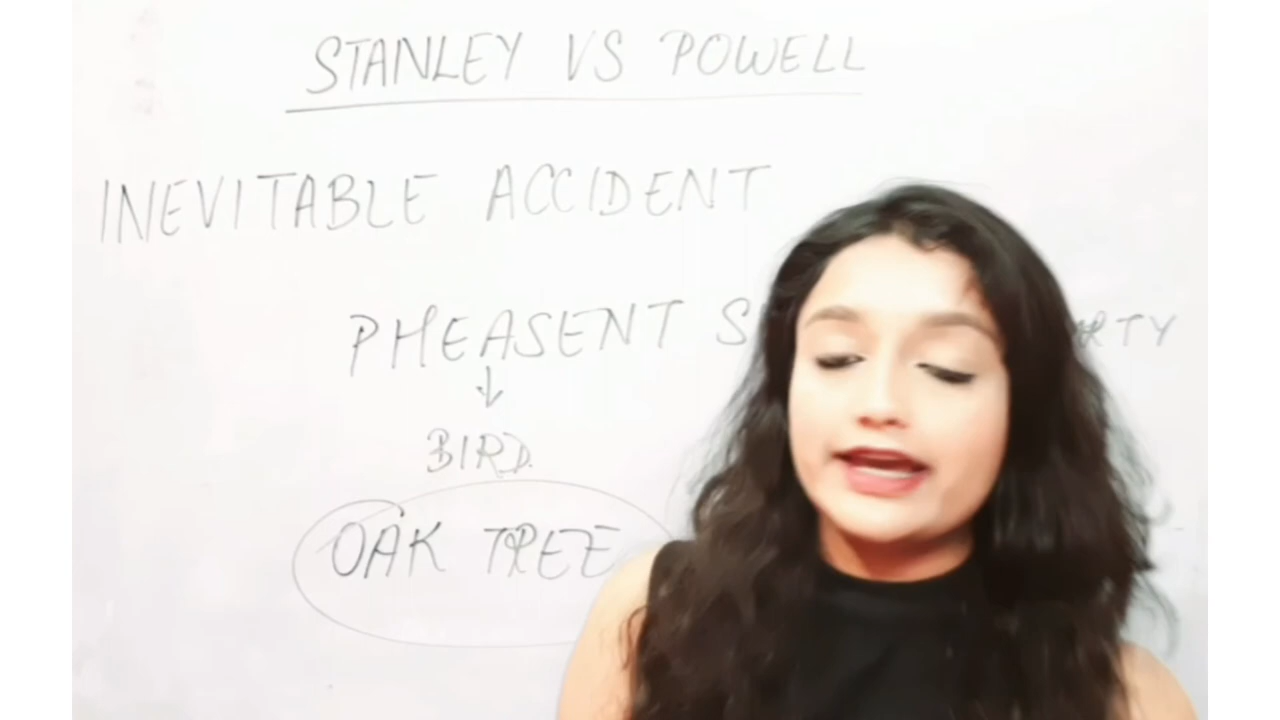 STANLEY VS POWELL
INEVITABLE ACCIDENT
PHEASENT
BIRD
OAK TREE